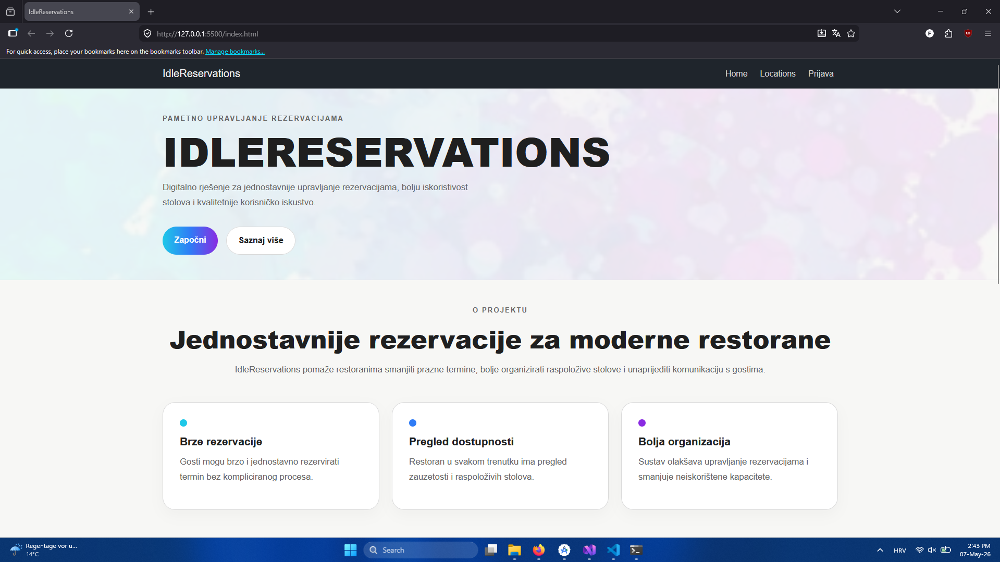 IdleReservations
http://127.0.0.1:5500/index.html
For quick access, place your bookmarks here on the bookmarks toolbar. Manage bookmarks...
IdleReservations
Home Locations Prijava
PAMETNO UPRAVLJANJE REZERVACIJAMA
IDLERESERVATIONS
Digitalno rješenje za jednostavnije upravljanje rezervacijama, bolju iskoristivost
stolova i kvalitetnije korisničko iskustvo.
Započni
Saznaj više
O PROJEKTU
Jednostavnije rezervacije za moderne restorane
IdleReservations pomaže restoranima smanjiti prazne termine, bolje organizirati raspoložive stolove i unaprijediti komunikaciju s gostima.
Brze rezervacije
Gosti mogu brzo i jednostavno rezervirati
termin bez kompliciranog procesa.
Pregled dostupnosti
Restoran u svakom trenutku ima pregled
zauzetosti i raspoloživih stolova.
Bolja organizacija
Sustav olakšava upravljanje rezervacijama i
smanjuje neiskorištene kapacitete.
Regentage vor u...
14°C
Search
HRV
2:43 PM
07-May-26